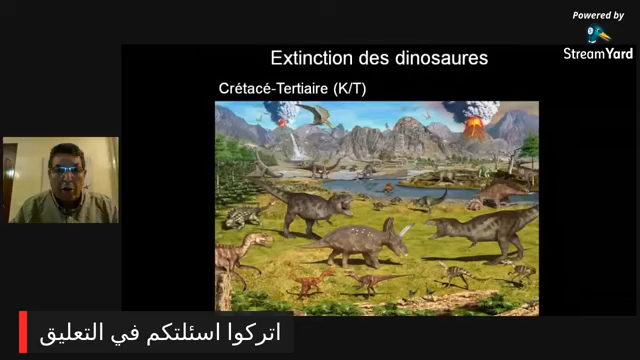 Powered by
StreamYard
Extinction des dinosaures
Crétacé-Tertiaire (K/T)
اتركوا اسئلتكم في التعليق